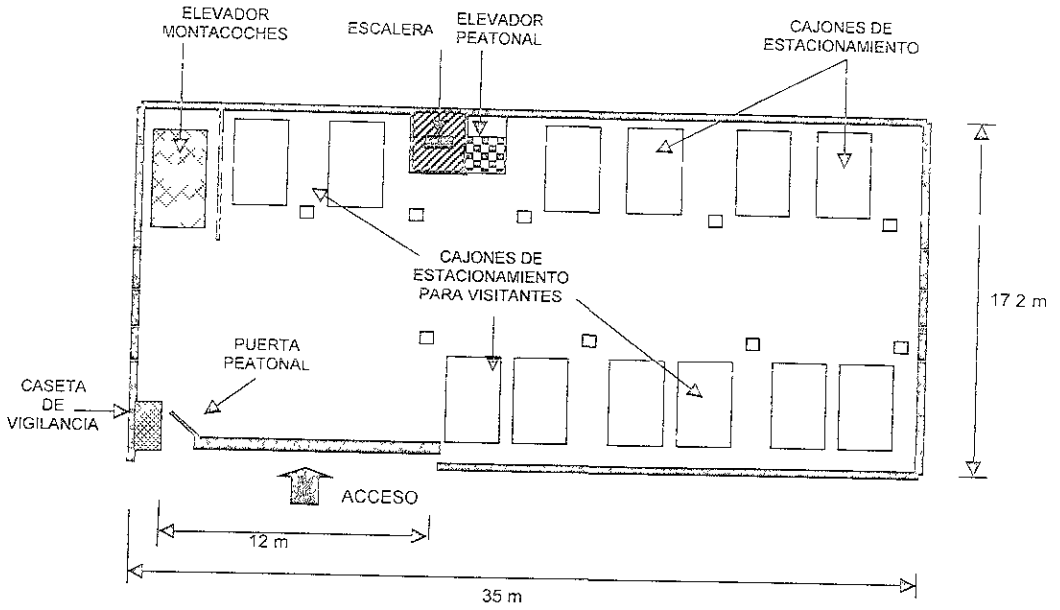 ELEVADOR
MONTACOCHES
ESCALERA
ELEVADOR
PEATONAL
CAJONES DE
ESTACIONAMIENTO
CAJONES DE
ESTACIONAMIENTO
PARA VISITANTES
17 2 m
PUERTA
PEATONAL
CASETA
DE
VIGILANCIA
ACCESO
12 m
35 m